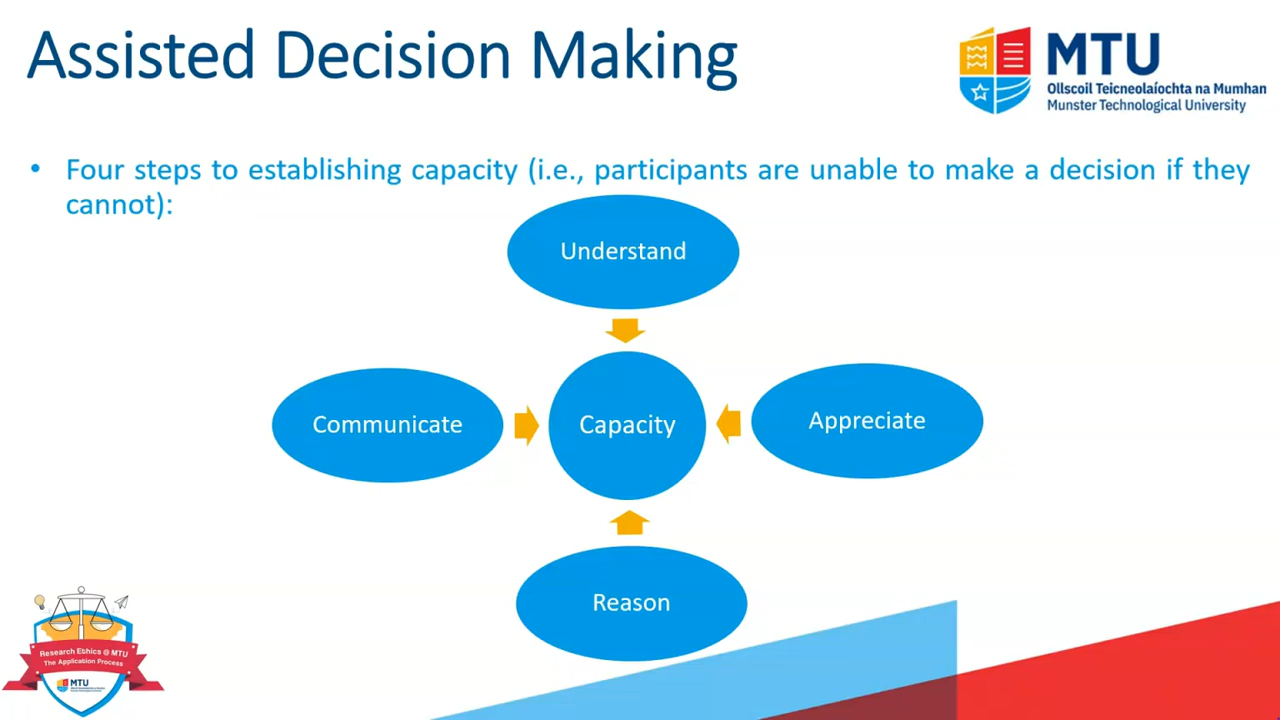 Assisted Decision Making
MTU
Ollscoil Teicneolaíochta na Mumhan
Munster Technological University
• Four steps to establishing capacity (i.e., participants are unable to make a decision if they
cannot):
Understand
Communicate
Capacity
Appreciate
Reason
Research Ethics @ MTU
The Application Process
MTU